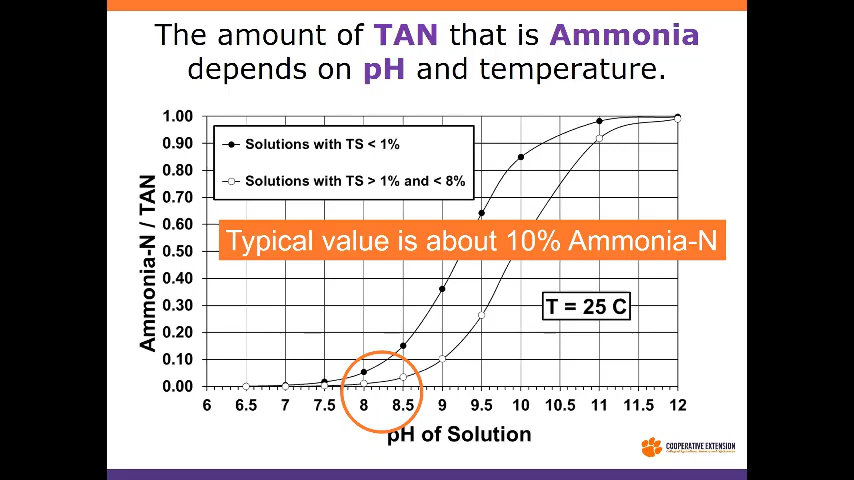 The amount of TAN that is Ammonia
depends on pH and temperature.
1.00
0.90
0.80
0.70
0.60
0.50
0.40
0.30
0.20
0.10
0.00
Ammonia-N / TAN
Solutions with TS < 1%
Solutions with TS > 1% and < 8%
Typical value is about 10% Ammonia-N
T = 25 C
6 6.5 7 7.5 8 8.5 9 9.5 10 10.5 11 11.5 12
pH of Solution
COOPERATIVE EXTENSION